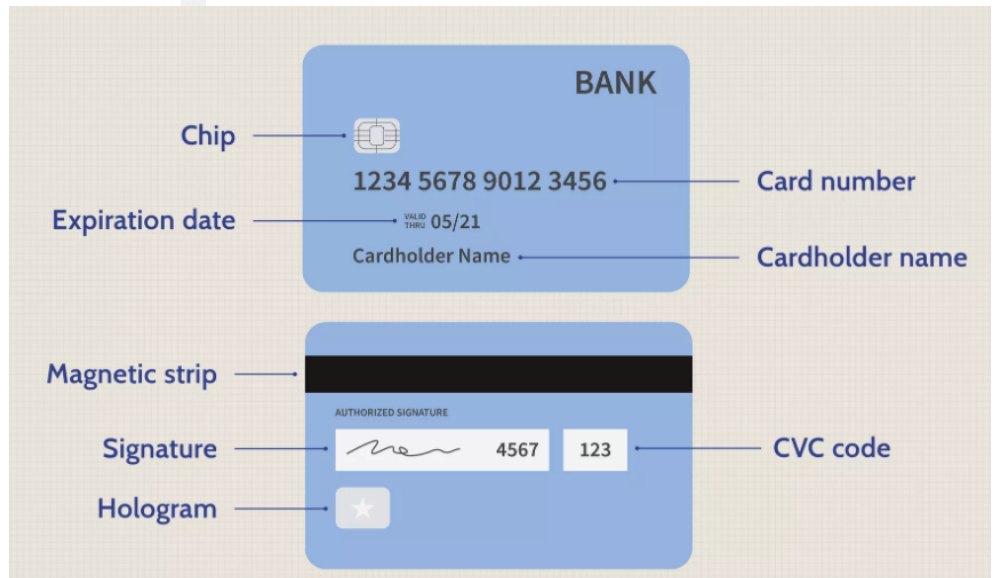 BANK
Chip
1234 5678 9012 3456
Card number
Expiration date
VALID
THRU
05/21
Cardholder Name
Cardholder name
Magnetic strip
AUTHORIZED SIGNATURE
Signature
4567
123
CVC code
Hologram